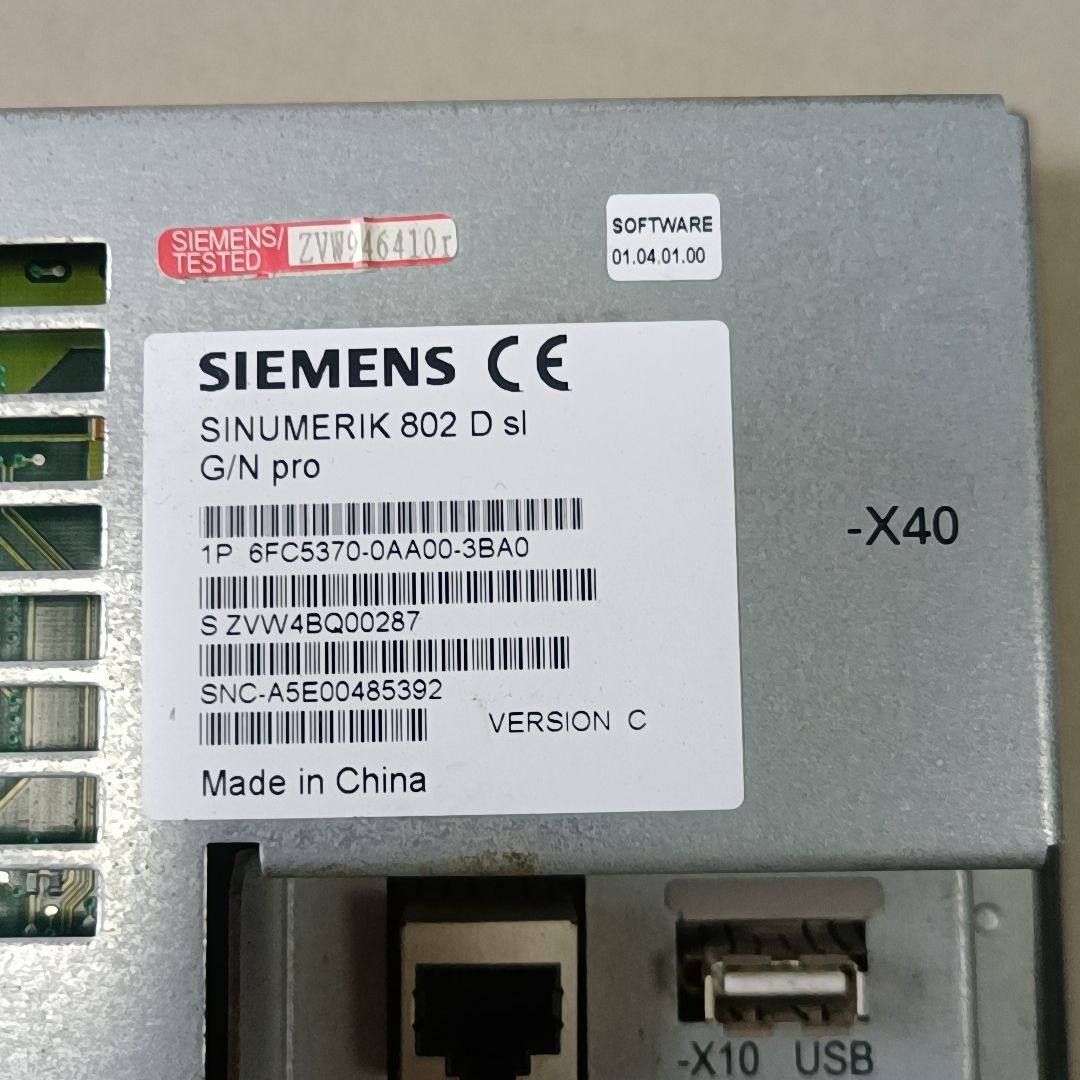 SIEMENS/
TESTED
ZVW946410r
SOFTWARE
01.04.01.00
SIEMENS CE
SINUMERIK 802 D sl
G/N pro
1P 6FC5370-0AA00-3BA0
S ZVW4BQ00287
SNC-A5E00485392
VERSION C
Made in China
-X40
-X10 USB